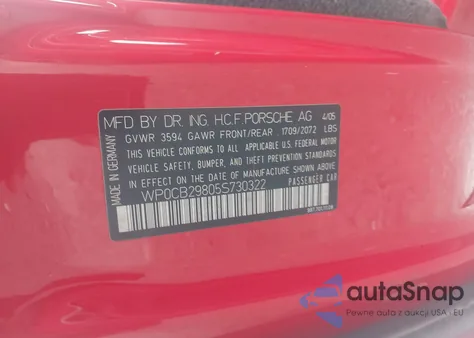 MFD BY DR. ING. H.C.F. PORSCHE AG 4/05
GVWR 3594 GAWR FRONT/REAR 1709/2072 LBS
THIS VEHICLE CONFORMS TO ALL APPLICABLE U.S. FEDERAL MOTOR
VEHICLE SAFETY, BUMPER, AND THEFT PREVENTION STANDARDS IN
EFFECT ON THE DATE OF MANUFACTURE SHOWN ABOVE.
WP0CB29805S730322 PASSENGER CAR
MADE IN GERMANY
autoSnap
Pewne auta z aukcji USA i EU